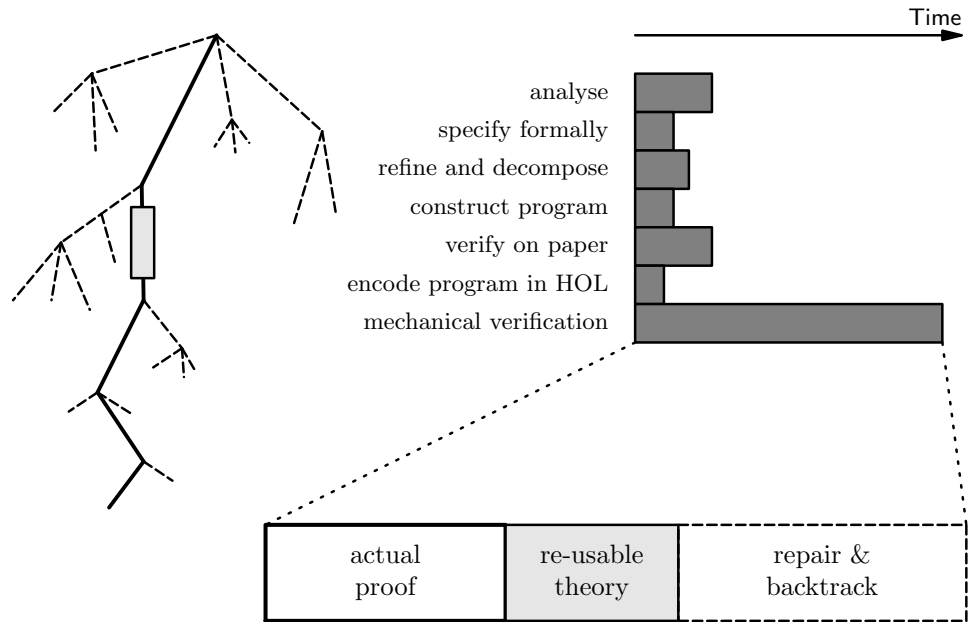 Time
analyse
specify formally
refine and decompose
construct program
verify on paper
encode program in HOL
mechanical verification
actual
proof
re-usable
theory
repair &
backtrack